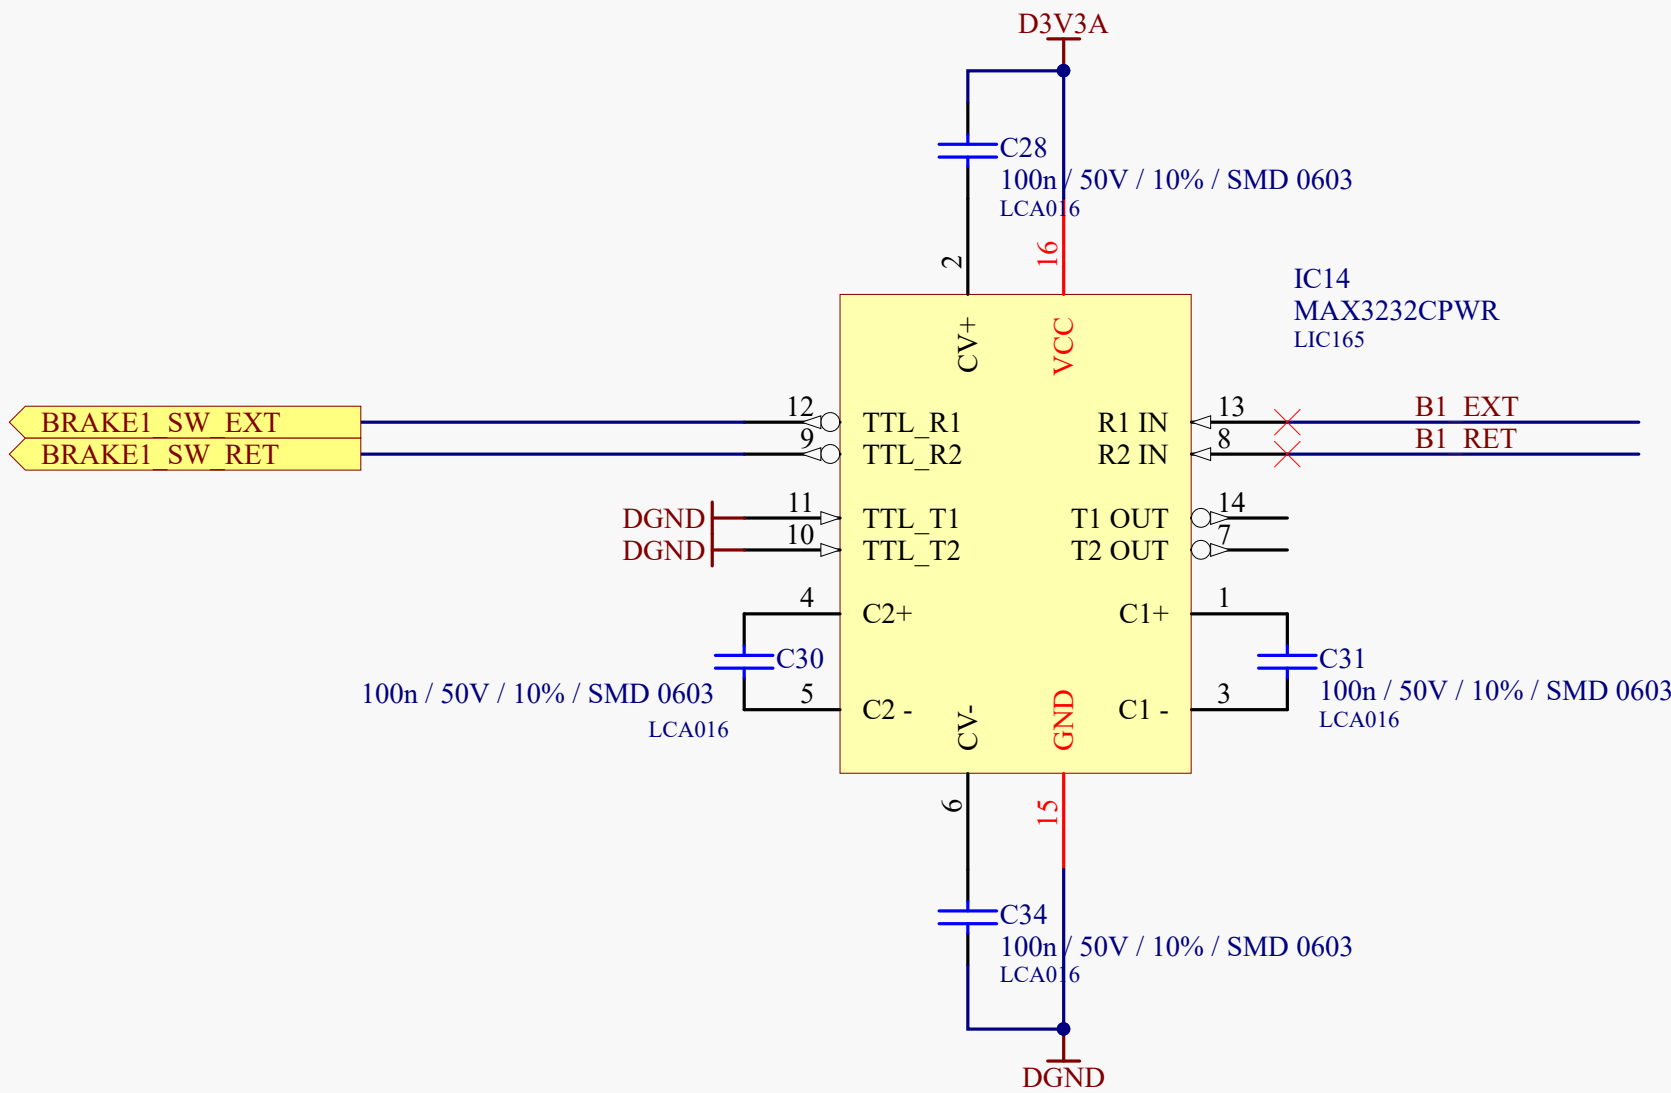 D3V3A
C28
100n / 50V / 10% / SMD 0603
LCA016
2
16
IC14
MAX3232CPWR
LIC165
CV+
VCC
BRAKE1_SW_EXT
12
TTL_R1
R1 IN
13
B1_EXT
BRAKE1_SW_RET
9
TTL_R2
R2 IN
8
B1_RET
DGND
11
TTL_T1
T1 OUT
14
DGND
10
TTL_T2
T2 OUT
7
4
C2+
C1+
1
C30
100n / 50V / 10% / SMD 0603
LCA016
C31
100n / 50V / 10% / SMD 0603
LCA016
5
C2 -
CV-
GND
C1 -
3
6
15
C34
100n / 50V / 10% / SMD 0603
LCA016
DGND